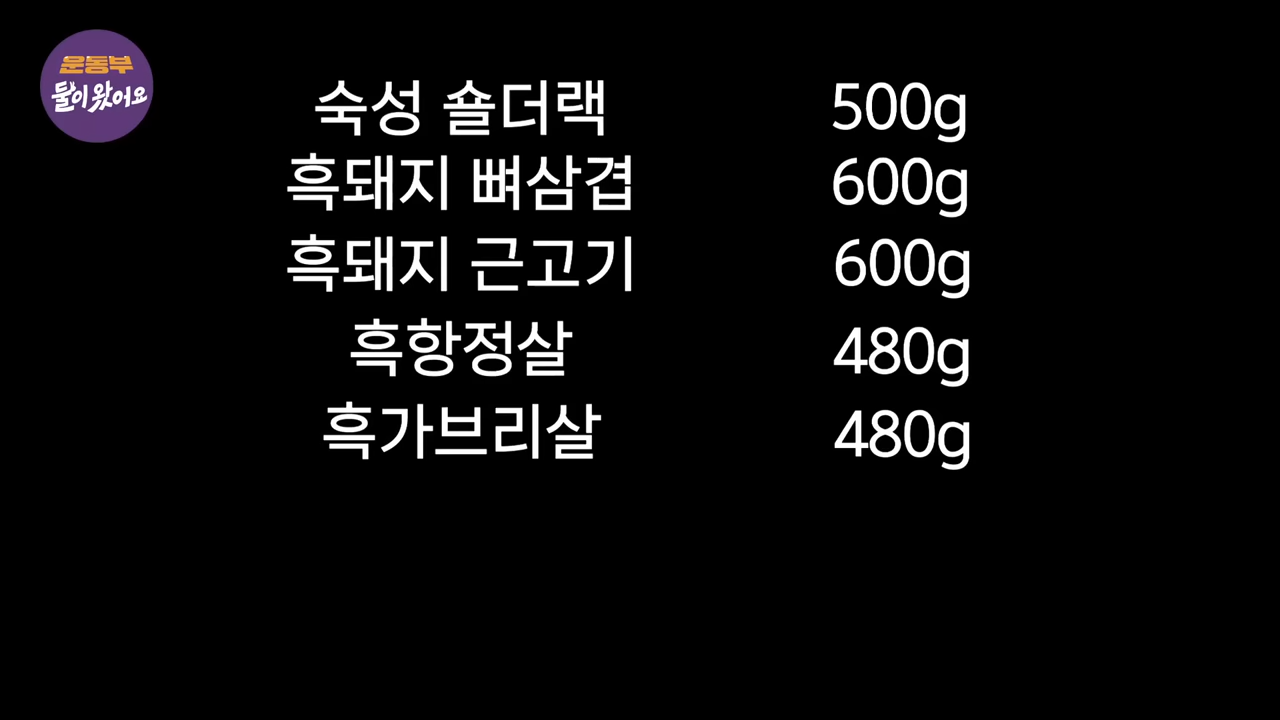 운동부
둘이 왔어요
숙성 숄더랙 500g
흑돼지 뼈삼겹 600g
흑돼지 근고기 600g
흑항정살 480g
흑가브리살 480g